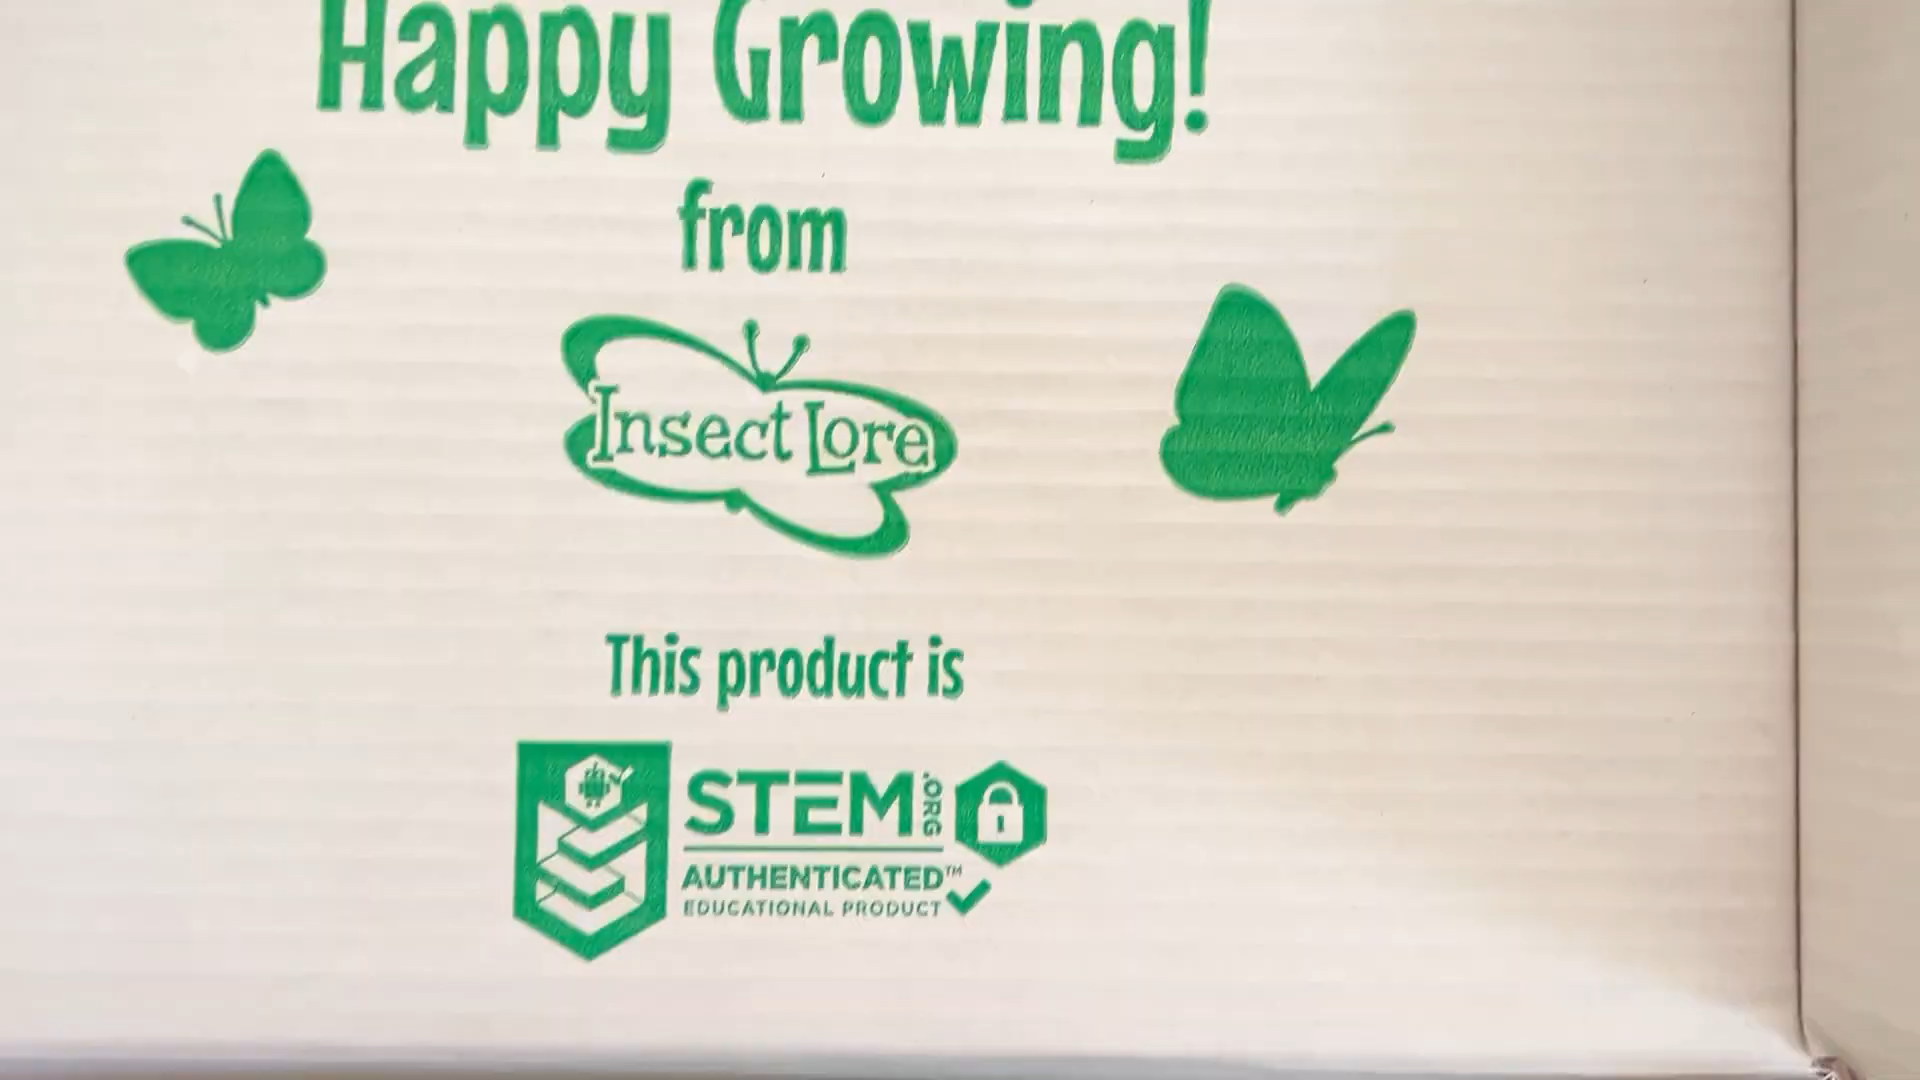 Happy Growing!
from
Insect Lore
This product is
STEM.ORG
AUTHENTICATED™
EDUCATIONAL PRODUCT